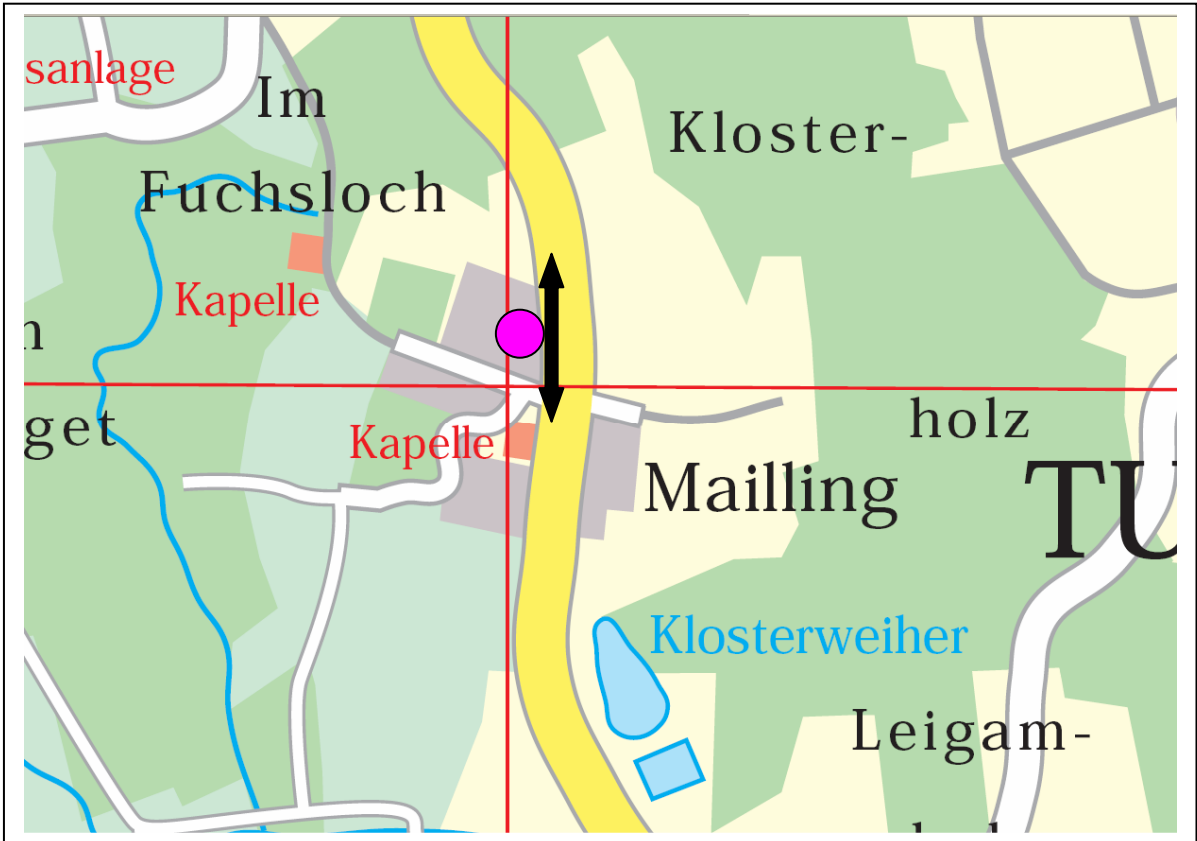 sanlage
Im
Kloster-
Fuchsloch
Kapelle
n
holz
get
Kapelle
TU
Mailling
Klosterweiher
Leigam-